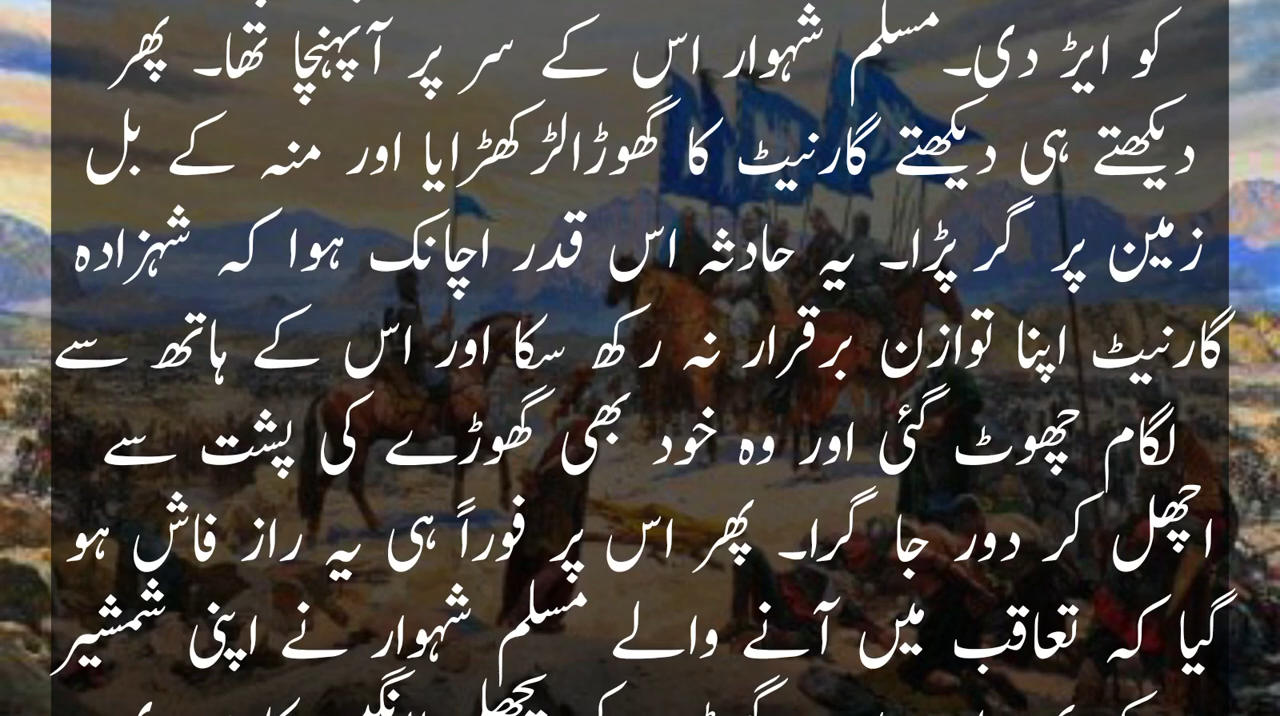 کو ایڑ دی۔ مسلم شہوار اس کے سر پر آپہنچا تھا۔ پھر
دیکھتے ہی دیکھتے گارنیٹ کا گھوڑالڑکھڑایا اور منہ کے بل
زمین پر گر پڑا۔ یہ حادثہ اس قدر اچانک ہوا کہ شہزادہ
گارنیٹ اپنا توازن برقرار نہ رکھ سکا اور اس کے ہاتھ سے
لگام چھوٹ گئی اور وہ خود بھی گھوڑے کی پشت سے
اچھل کر دور جا گرا۔ پھر اس پر فوراً ہی یہ راز فاش ہو
گیا کہ تعاقب میں آنے والے مسلم شہوار نے اپنی شمشیر